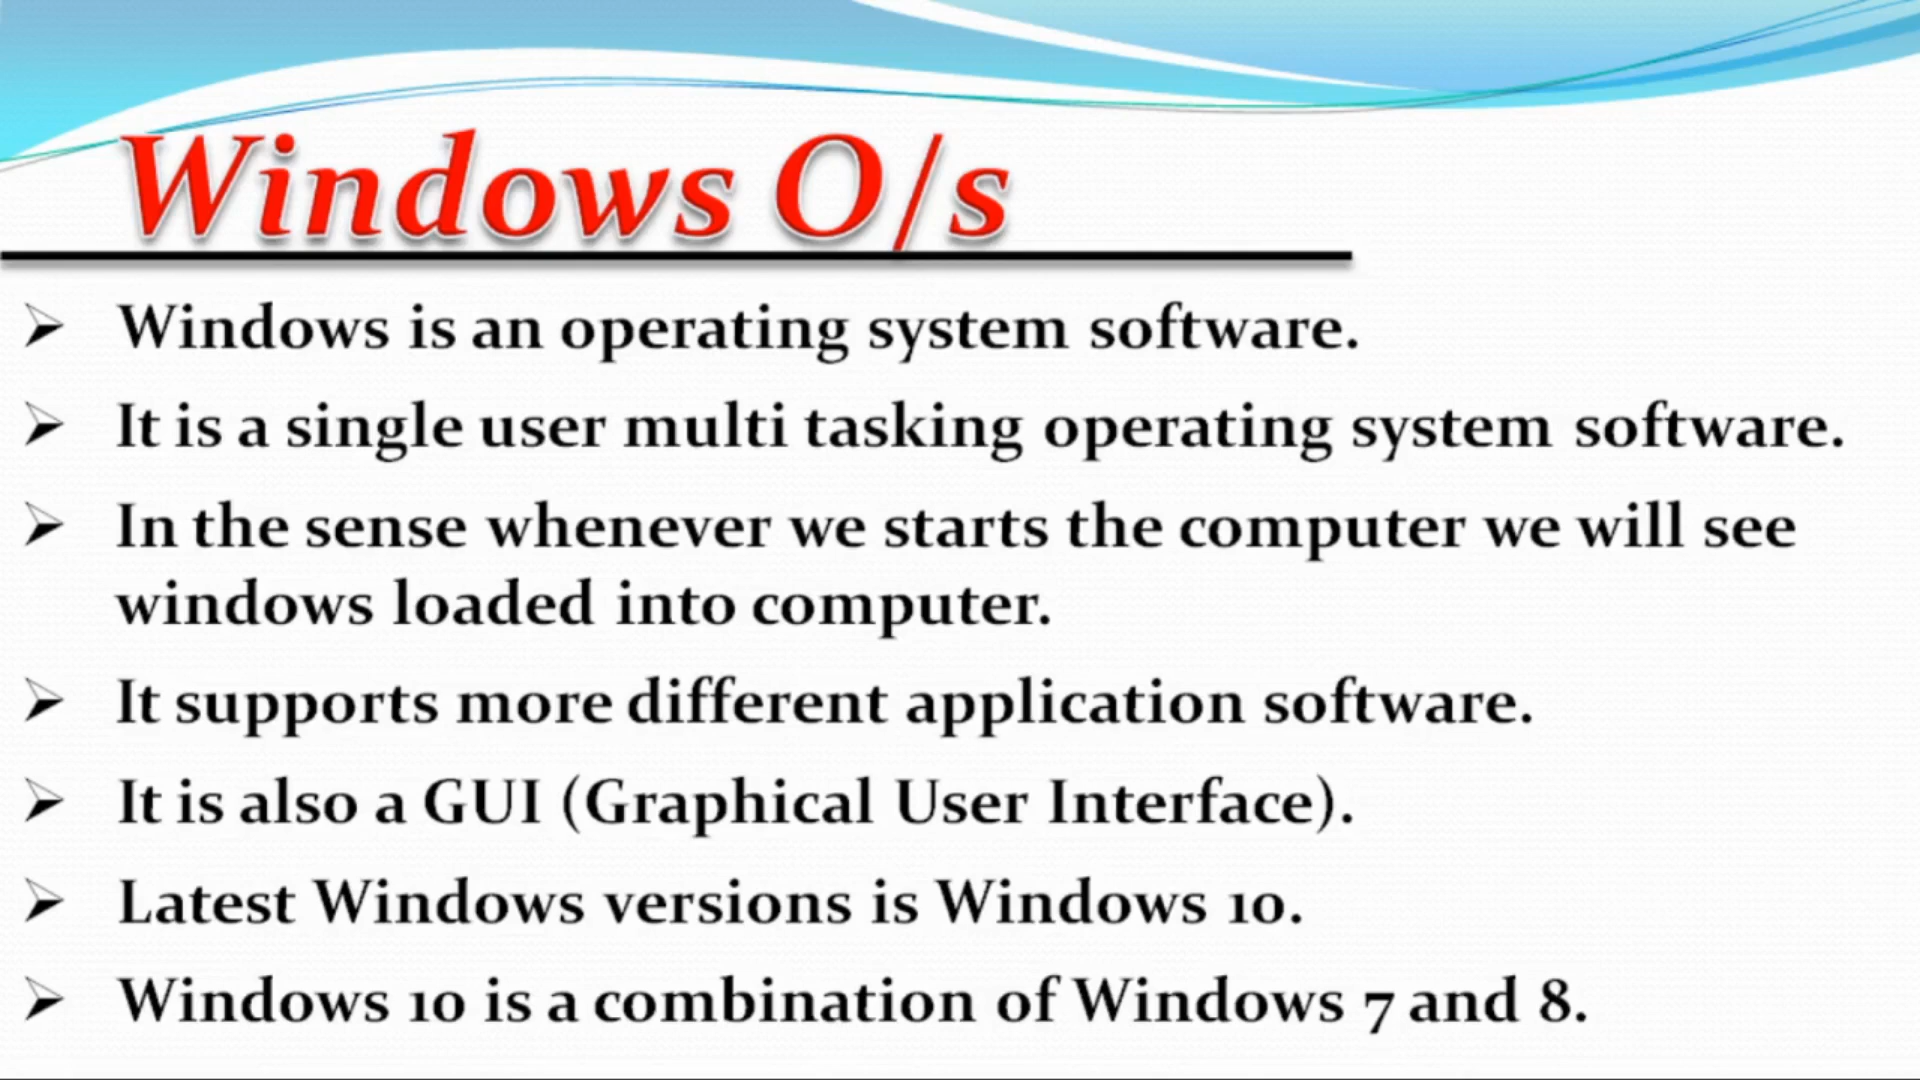 Windows O/s
➢ Windows is an operating system software.
➢ It is a single user multi tasking operating system software.
➢ In the sense whenever we starts the computer we will see
windows loaded into computer.
➢ It supports more different application software.
➢ It is also a GUI (Graphical User Interface).
➢ Latest Windows versions is Windows 10.
➢ Windows 10 is a combination of Windows 7 and 8.